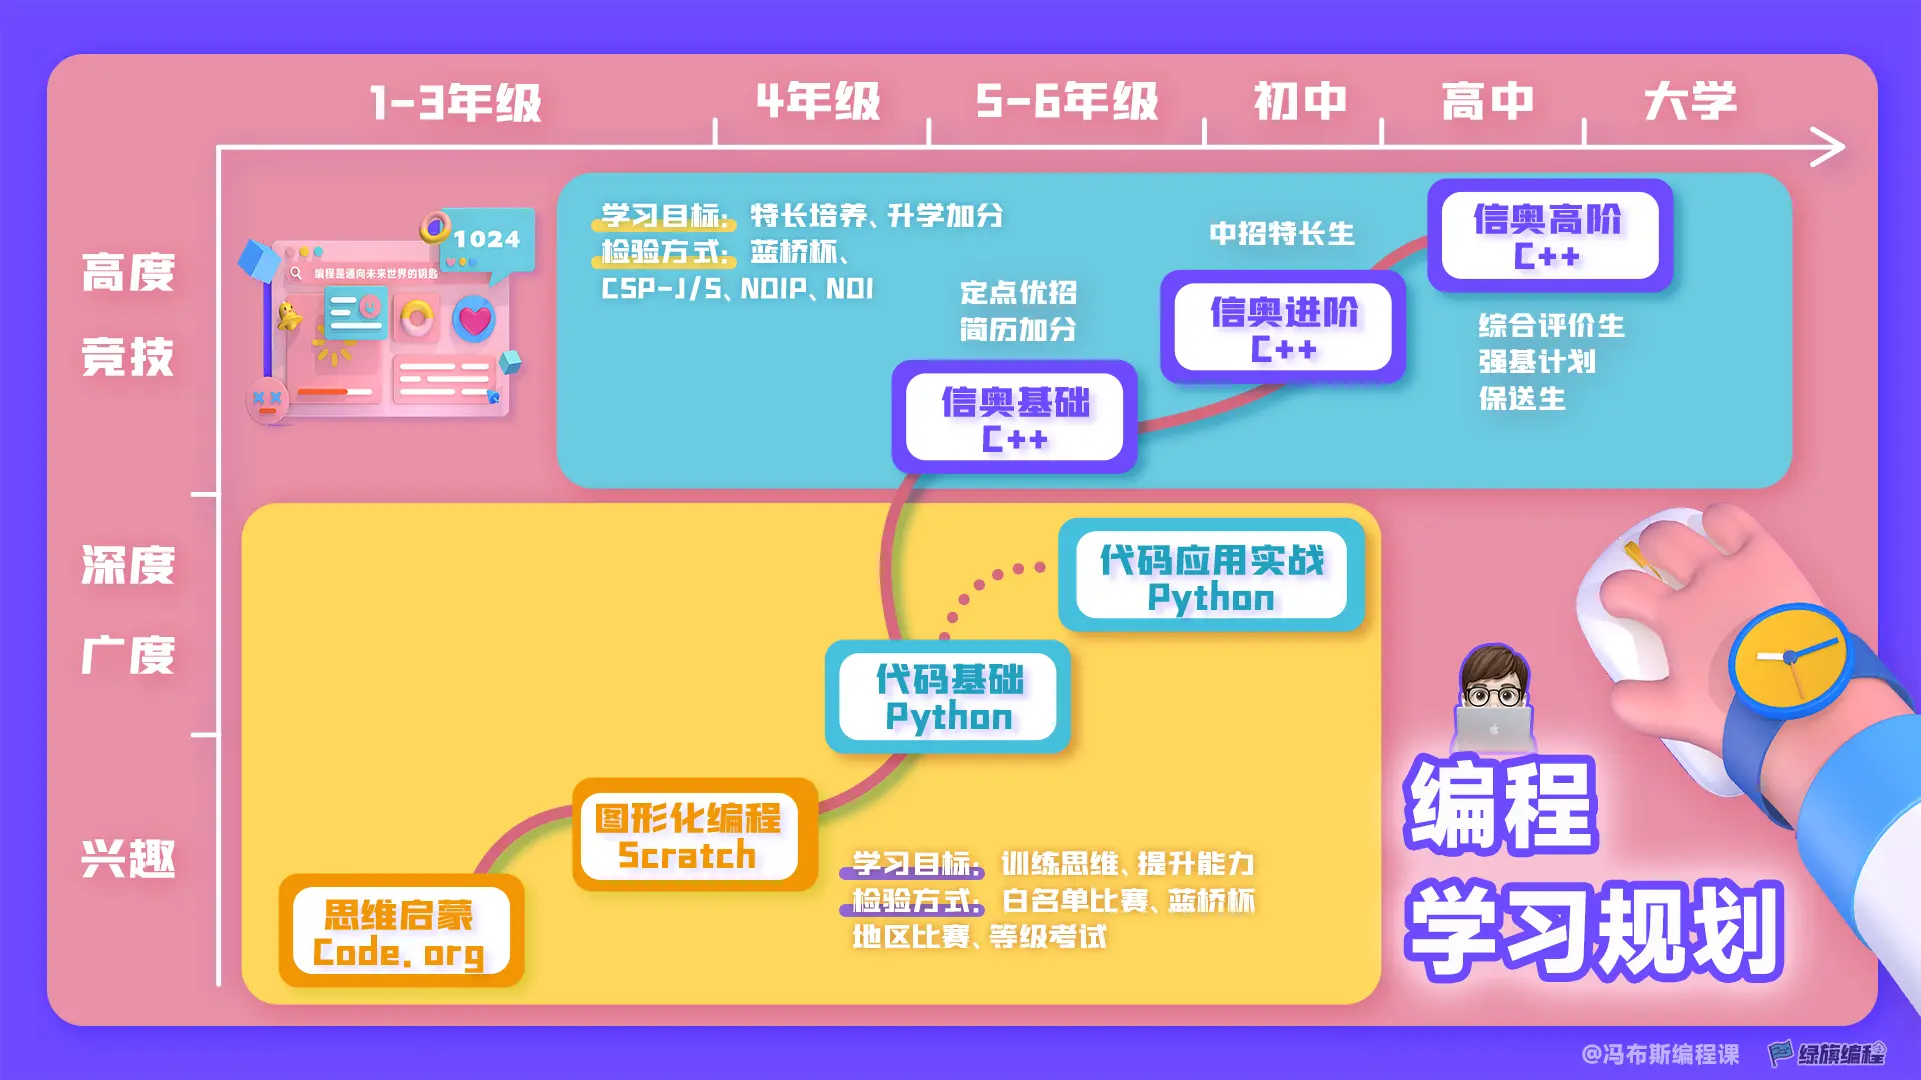 1-3年级
4年级
5-6年级
初中
高中
大学
高度
竞技
深度
广度
兴趣
1024
编程是通向未来世界的钥匙
学习目标：特长培养、升学加分
检验方式：蓝桥杯、
CSP-J/S、NOIP、NOI
定点优招
简历加分
中招特长生
信奥高阶
C++
综合评价生
强基计划
保送生
信奥进阶
C++
信奥基础
C++
代码应用实战
Python
代码基础
Python
图形化编程
Scratch
思维启蒙
Code.org
学习目标：训练思维、提升能力
检验方式：白名单比赛、蓝桥杯
地区比赛、等级考试
编程
学习规划
@冯布斯编程课
绿旗编程